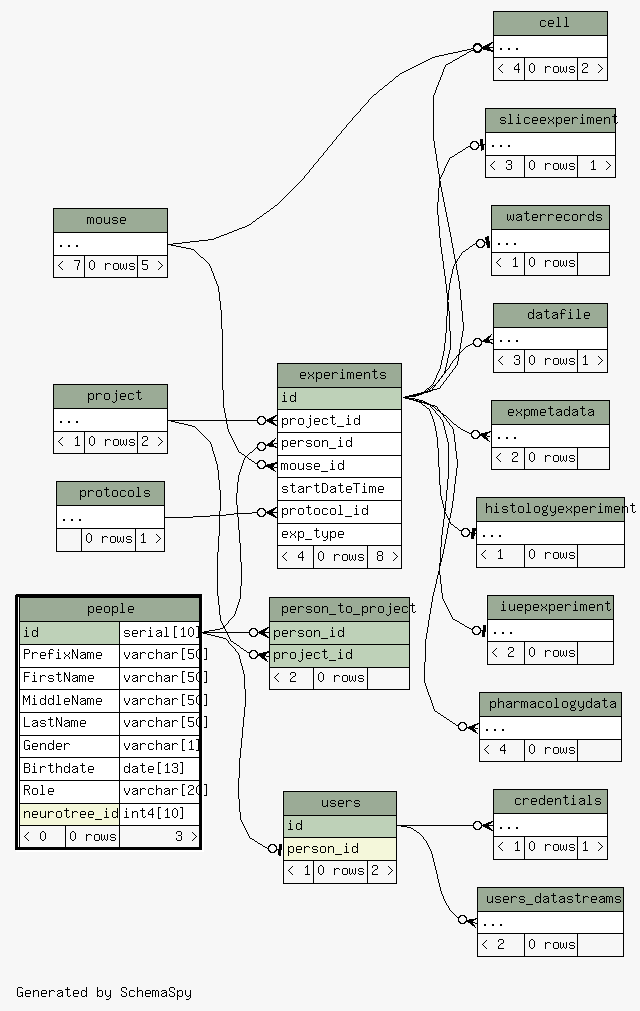 cell
...
< 4 0 rows 2 >
sliceexperiment
...
< 3 0 rows 1 >
waterrecords
...
< 1 0 rows
datafile
...
< 3 0 rows 1 >
expmetadata
...
< 2 0 rows
histologyexperiment
...
< 1 0 rows
iuepexperiment
...
< 2 0 rows
pharmacologydata
...
< 4 0 rows
credentials
...
< 1 0 rows 1 >
users_datastreams
...
< 2 0 rows
mouse
...
< 7 0 rows 5 >
project
...
< 1 0 rows 2 >
protocols
...
0 rows 1 >
experiments
id
project_id
person_id
mouse_id
startDateTime
protocol_id
exp_type
< 4 0 rows 8 >
people
id serial[10]
PrefixName varchar[50]
FirstName varchar[50]
MiddleName varchar[50]
LastName varchar[50]
Gender varchar[1]
Birthdate date[13]
Role varchar[20]
neurotree_id int4[10]
< 0 0 rows 3 >
person_to_project
person_id
project_id
< 2 0 rows
users
id
person_id
< 1 0 rows 2 >
Generated by SchemaSpy